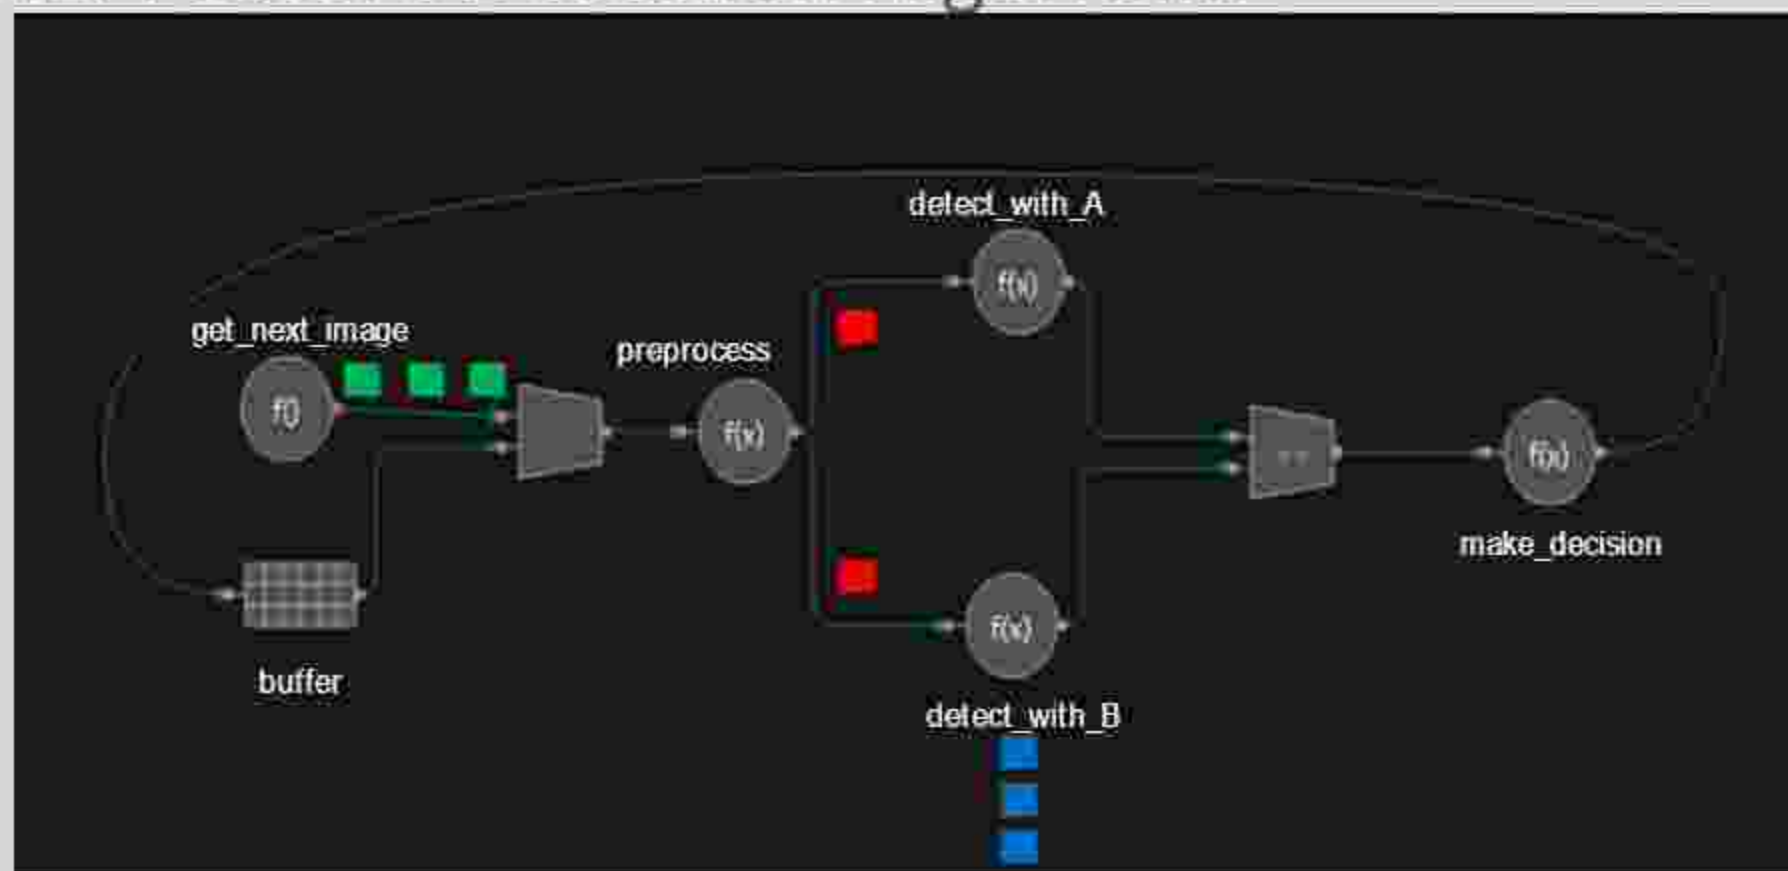 detect_with_A
f(x)
get_next_image
preprocess
f()
f(x)
f(x)
make_decision
f(x)
buffer
detect_with_B